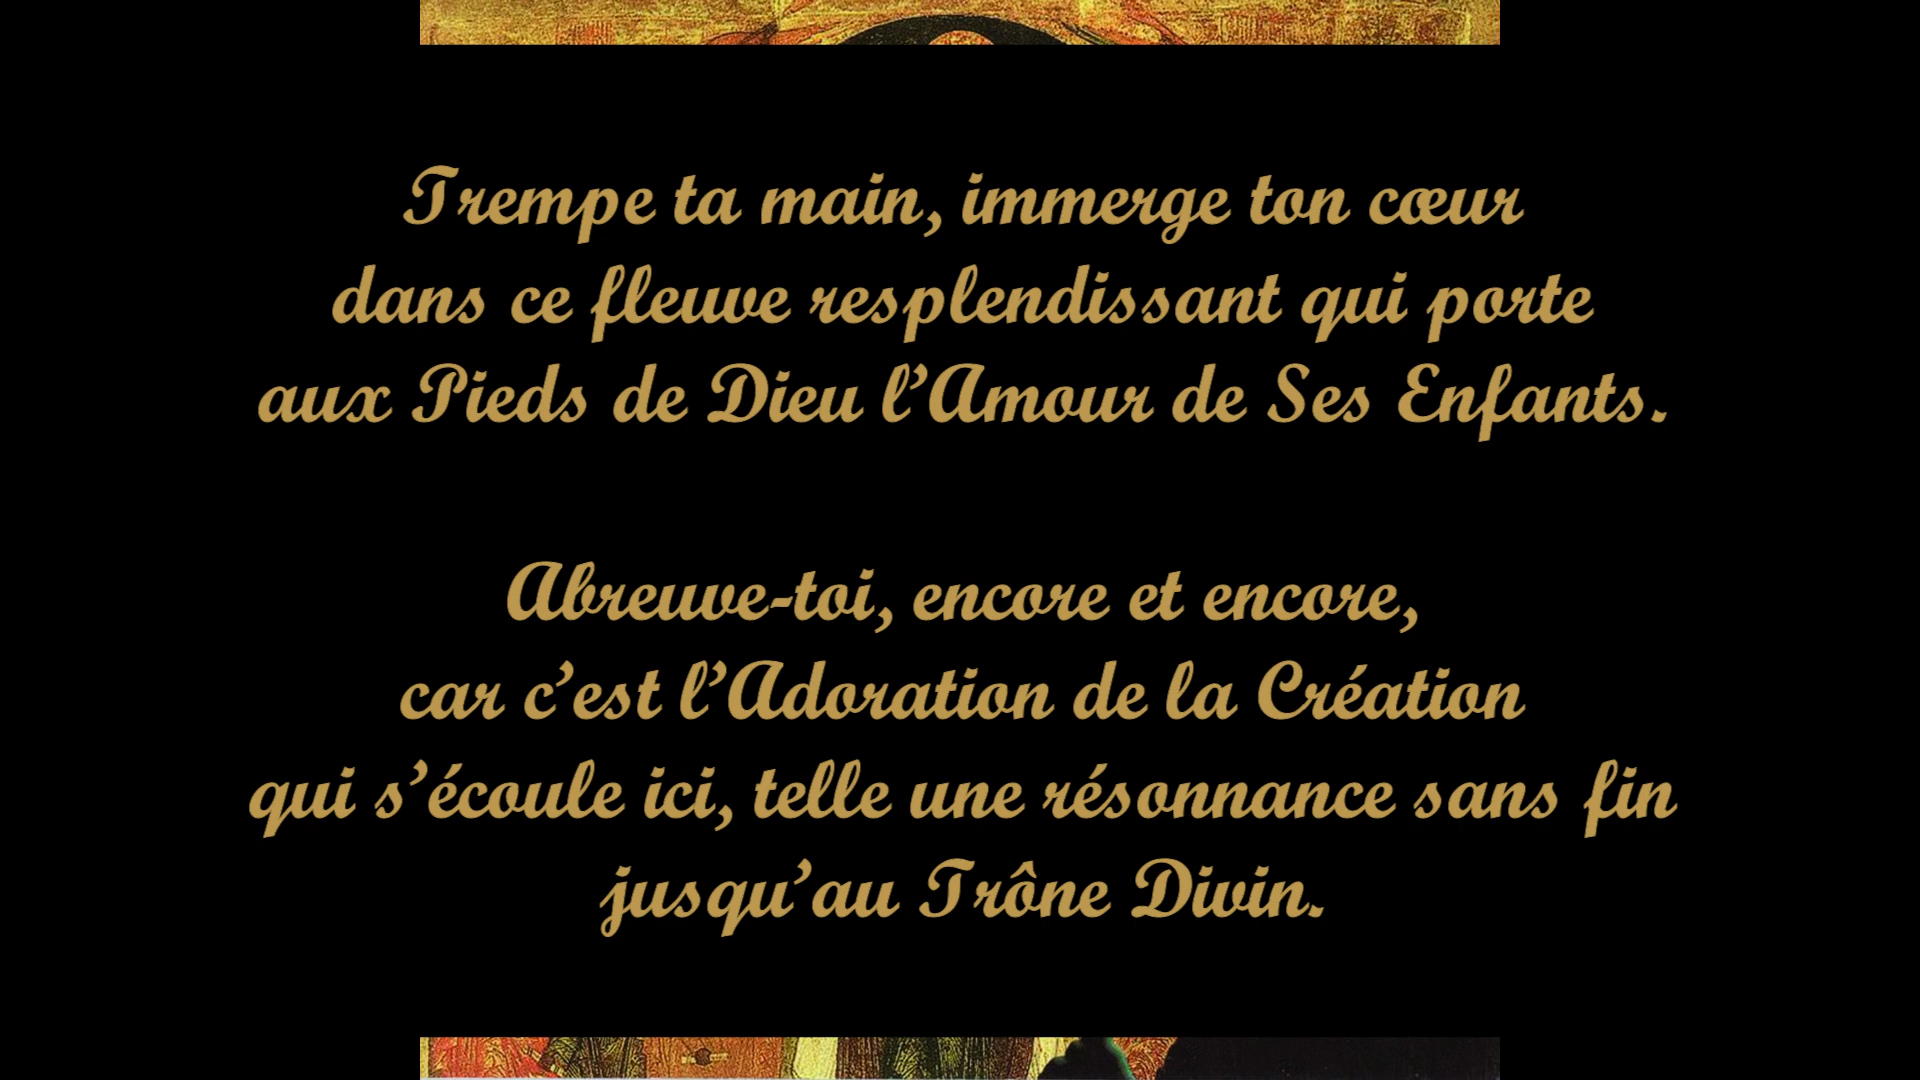 Trempe ta main, immerge ton cœur
dans ce fleuve resplendissant qui porte
aux Pieds de Dieu l’Amour de Ses Enfants.
Abreuve-toi, encore et encore,
car c’est l’Adoration de la Création
qui s’écoule ici, telle une résonnance sans fin
jusqu’au Trône Divin.